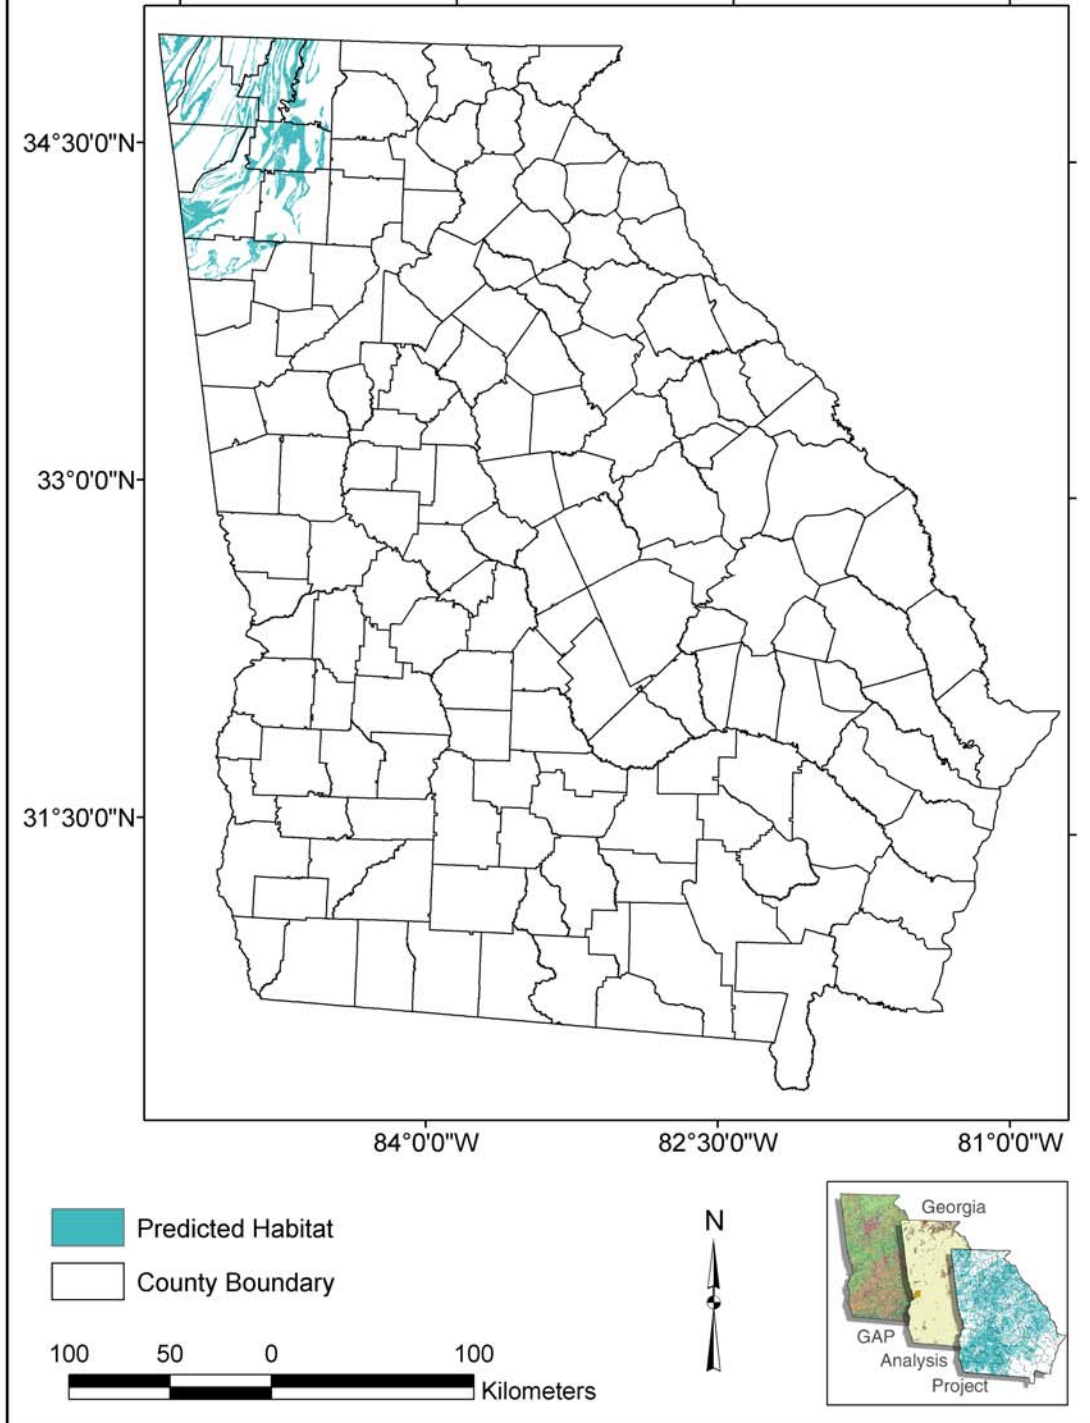 34°30'0"N
33°0'0"N
31°30'0"N
84°0'0"W 82°30'0"W 81°0'0"W
Predicted Habitat
County Boundary
100 50 0 100
Kilometers
N
Georgia
GAP
Analysis
Project